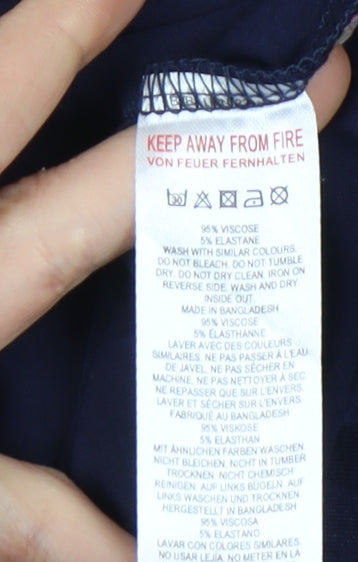 KEEP AWAY FROM FIRE
VON FEUER FERNHALTEN
30
95% VISCOSE
5% ELASTANE
WASH WITH SIMILAR COLOURS.
DO NOT BLEACH. DO NOT TUMBLE
DRY. DO NOT DRY CLEAN. IRON ON
REVERSE SIDE. WASH AND DRY
INSIDE OUT
MADE IN BANGLADESH
95% VISCOSE
5% ÉLASTHANNE
LAVER AVEC DES COULEURS
SIMILAIRES. NE PAS PASSER À L'EAU
DE JAVEL. NE PAS SÉCHER EN
MACHINE. NE PAS NETTOYER À SEC.
NE REPASSER QUE SUR L'ENVERS.
LAVER ET SÉCHER SUR L'ENVERS.
FABRIQUÉ AU BANGLADESH
95% VISKOSE
5% ELASTHAN
MIT ÄHNLICHEN FARBEN WASCHEN.
NICHT BLEICHEN. NICHT IN TUMBER
TROCKNEN. NICHT CHEMISCH
REINIGEN. AUF LINKS BÜGELN. AUF
LINKS WASCHEN UND TROCKNEN.
HERGESTELLT IN BANGLADESH
95% VISCOSA
5% ELASTANO
LAVAR CON COLORES SIMILARES.
NO USAR LEJÍA. NO METER EN LA